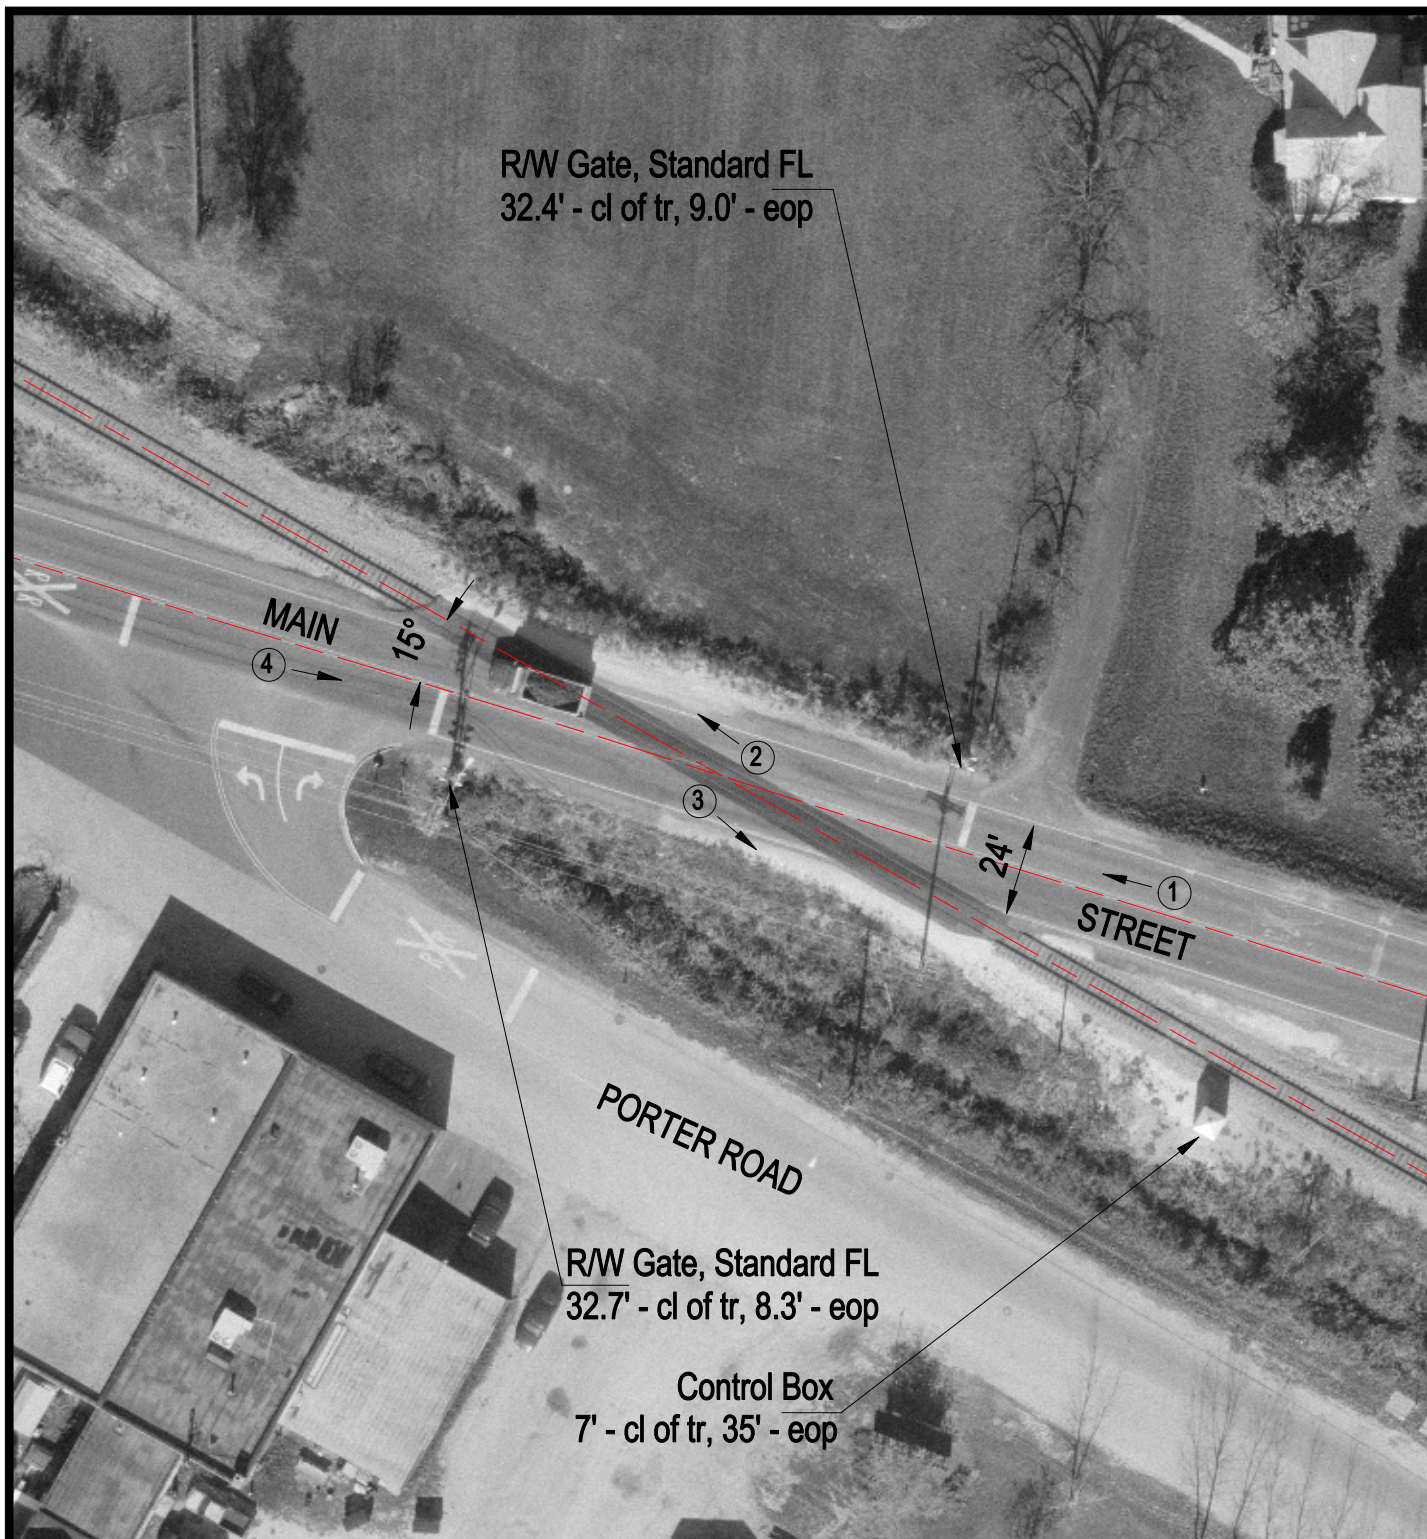 R/W Gate, Standard FL
32.4' - cl of tr, 9.0' - eop
R R
MAIN
15°
4
2
3
24'
1
STREET
R R
PORTER ROAD
R/W Gate, Standard FL
32.7' - cl of tr, 8.3' - eop
Control Box
7' - cl of tr, 35' - eop